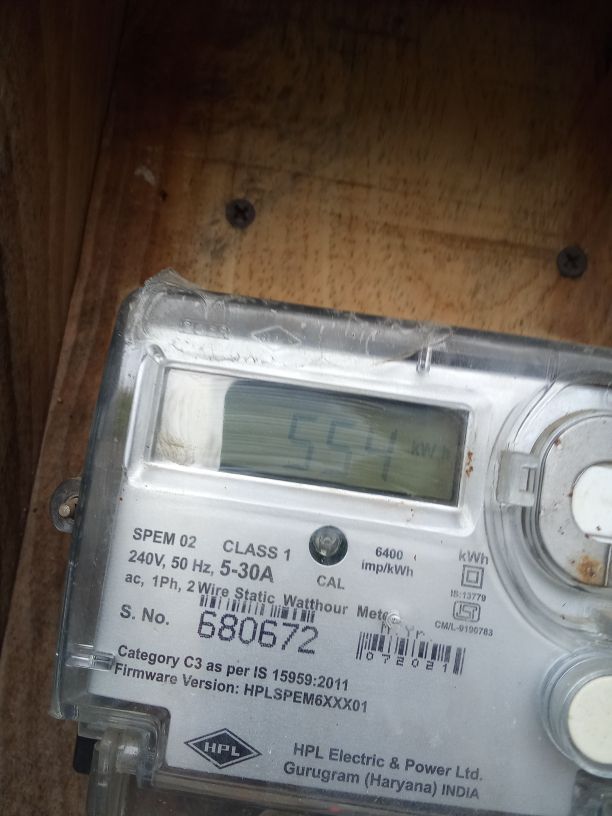 554 kWh
SPEM 02 CLASS 1
240V, 50 Hz, 5-30A
ac, 1Ph, 2 Wire Static Watthour Meter
CAL
6400
imp/kWh
kWh
IS:13779
CM/L-9190783
S. No. 680672
M.Yr.
072021
Category C3 as per IS 15959:2011
Firmware Version: HPLSPEM6XXX01
HPL
HPL Electric & Power Ltd.
Gurugram (Haryana) INDIA